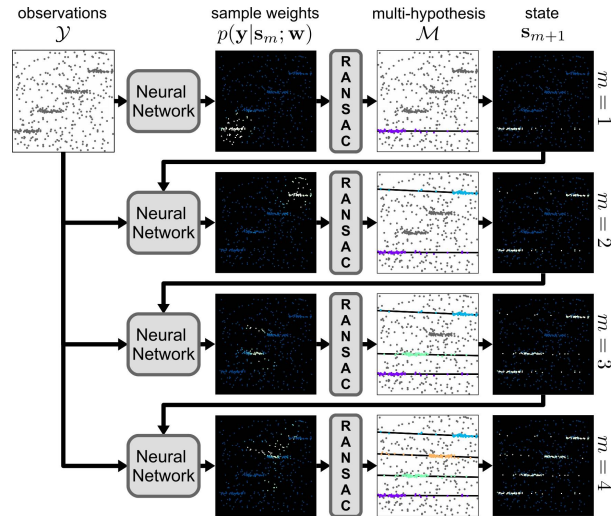 observations
𝒴
sample weights
p(y|s_m; w)
multi-hypothesis
ℳ
state
s_{m+1}
Neural
Network
RANSAC
m = 1
Neural
Network
RANSAC
m = 2
Neural
Network
RANSAC
m = 3
Neural
Network
RANSAC
m = 4